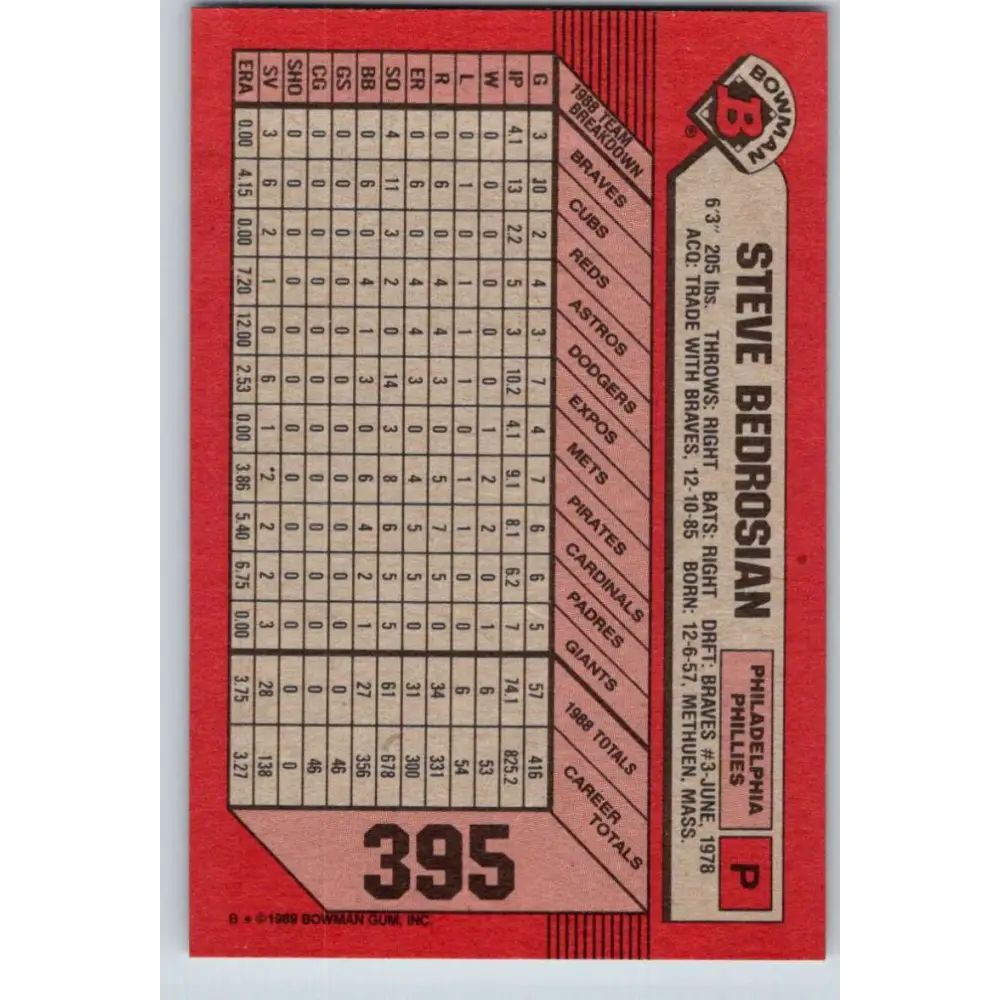 BOWMAN
B
®
STEVE BEDROSIAN
PHILADELPHIA
PHILLIES
P
6'3" 205 lbs. THROWS: RIGHT BATS: RIGHT DRFT: BRAVES #3-JUNE, 1978
ACQ: TRADE WITH BRAVES, 12-10-85 BORN: 12-6-57, METHUEN, MASS.
1988 TEAM
BREAKDOWN
BRAVES
CUBS
REDS
ASTROS
DODGERS
EXPOS
METS
PIRATES
CARDINALS
PADRES
GIANTS
1988 TOTALS
CAREER
TOTALS
G 3 10 2 4 3 7 4 7 6 6 5 57 416
IP 4.1 13 2.2 5 3 10.2 4.1 9.1 8.1 6.2 7 74.1 825.2
W 0 0 0 0 0 0 1 2 2 0 1 6 53
L 0 1 0 1 1 1 0 1 1 0 0 6 54
R 0 6 0 4 4 3 0 5 7 5 0 34 331
ER 0 6 0 4 4 3 0 4 5 5 0 31 300
SO 4 11 3 2 0 14 3 8 6 5 5 61 678
BB 0 6 0 4 1 3 0 6 4 2 1 27 356
GS 0 0 0 0 0 0 0 0 0 0 0 0 46
CG 0 0 0 0 0 0 0 0 0 0 0 0 46
SHO 0 0 0 0 0 0 0 0 0 0 0 0 0
SV 3 6 2 1 0 6 1 *2 2 2 3 28 138
ERA 0.00 4.15 0.00 7.20 12.00 2.53 0.00 3.86 5.40 6.75 0.00 3.75 3.27
395
B * ©1989 BOWMAN GUM, INC.